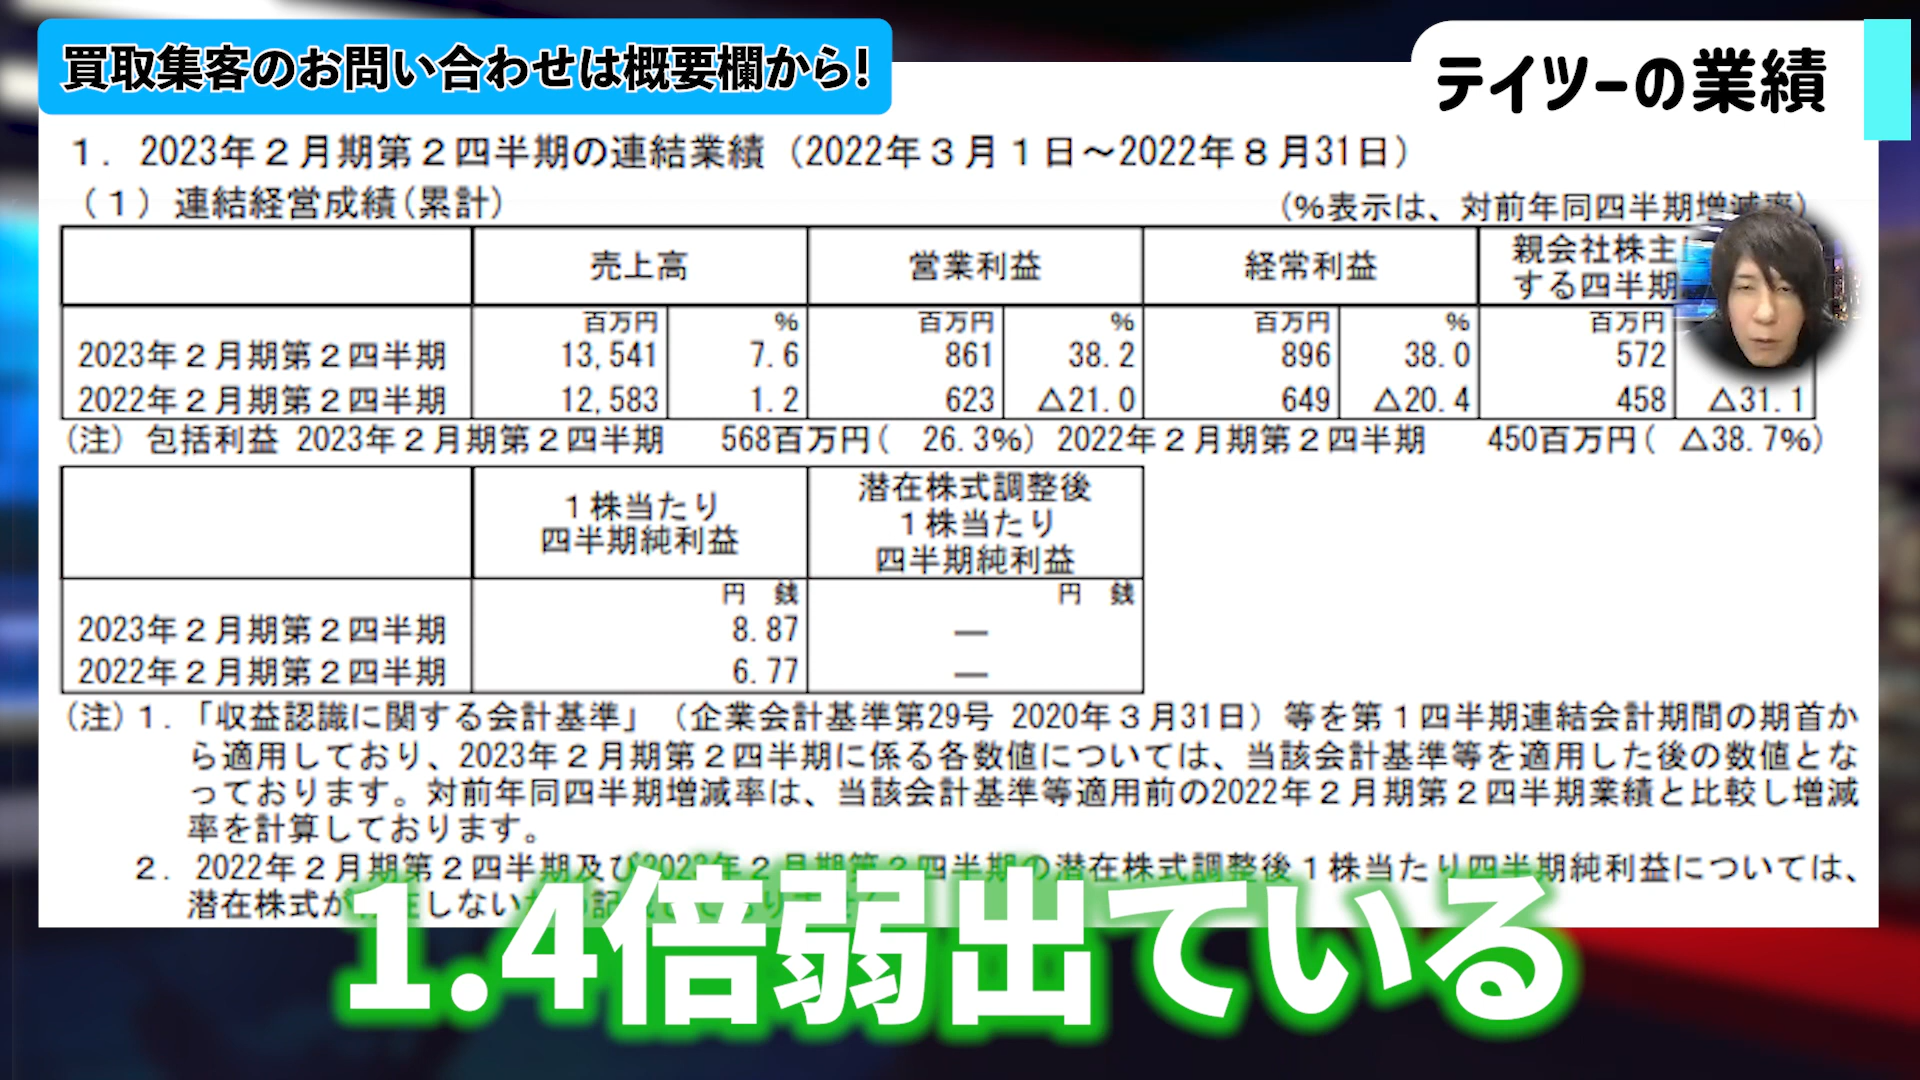 買取集客のお問い合わせは概要欄から!
テイツーの業績
１．2023年２月期第２四半期の連結業績（2022年３月１日～2022年８月31日）
（１）連結経営成績(累計)
(％表示は、対前年同四半期増減率)
売上高 営業利益 経常利益 親会社株主
する四半期
百万円 ％ 百万円 ％ 百万円 ％ 百万円
2023年２月期第２四半期 13,541 7.6 861 38.2 896 38.0 572
2022年２月期第２四半期 12,583 1.2 623 △21.0 649 △20.4 458 △31.1
(注) 包括利益 2023年２月期第２四半期 568百万円( 26.3％) 2022年２月期第２四半期 450百万円( △38.7％)
１株当たり
四半期純利益
潜在株式調整後
１株当たり
四半期純利益
円 銭 円 銭
2023年２月期第２四半期 8.87 ―
2022年２月期第２四半期 6.77 ―
(注)１．「収益認識に関する会計基準」（企業会計基準第29号 2020年３月31日）等を第１四半期連結会計期間の期首か
ら適用しており、2023年２月期第２四半期に係る各数値については、当該会計基準等を適用した後の数値とな
っております。対前年同四半期増減率は、当該会計基準等適用前の2022年２月期第２四半期業績と比較し増減
率を計算しております。
２．2022年２月期第２四半期及び2023年２月期第２四半期の潜在株式調整後１株当たり四半期純利益については、
潜在株式が存在しない
1.4倍弱出ている